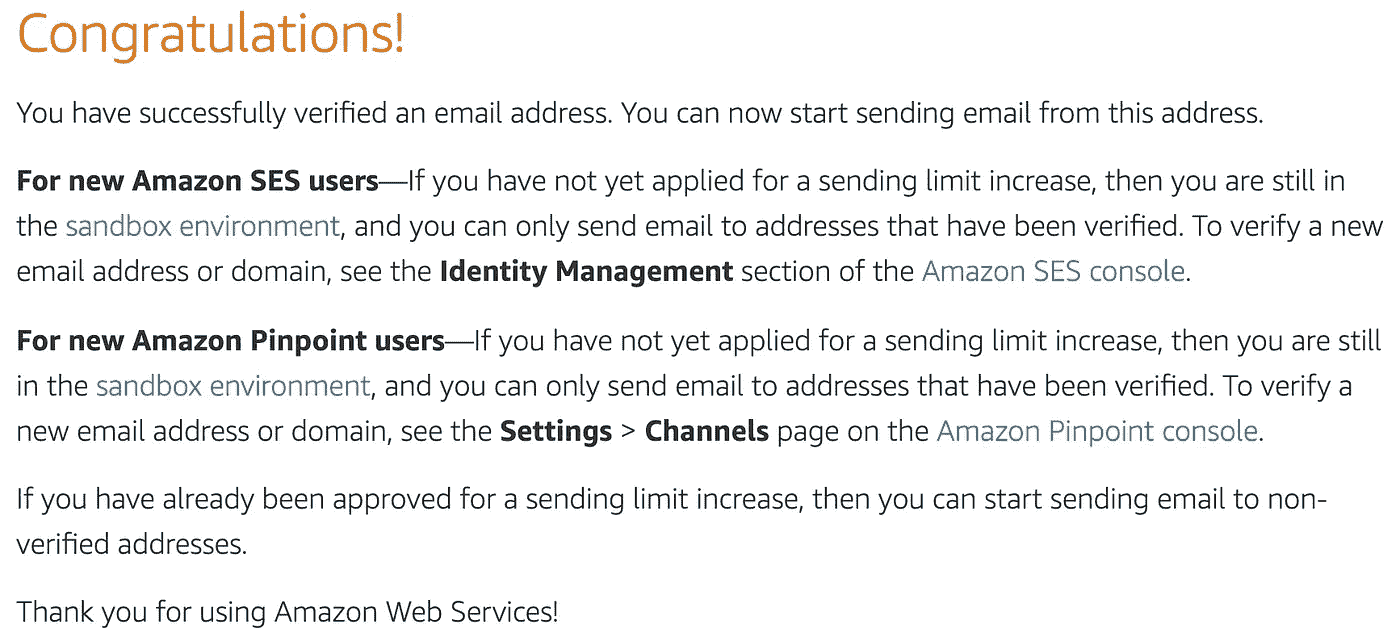 Congratulations!
You have successfully verified an email address. You can now start sending email from this address.
For new Amazon SES users—If you have not yet applied for a sending limit increase, then you are still in
the sandbox environment, and you can only send email to addresses that have been verified. To verify a new
email address or domain, see the Identity Management section of the Amazon SES console.
For new Amazon Pinpoint users—If you have not yet applied for a sending limit increase, then you are still
in the sandbox environment, and you can only send email to addresses that have been verified. To verify a
new email address or domain, see the Settings > Channels page on the Amazon Pinpoint console.
If you have already been approved for a sending limit increase, then you can start sending email to non-
verified addresses.
Thank you for using Amazon Web Services!